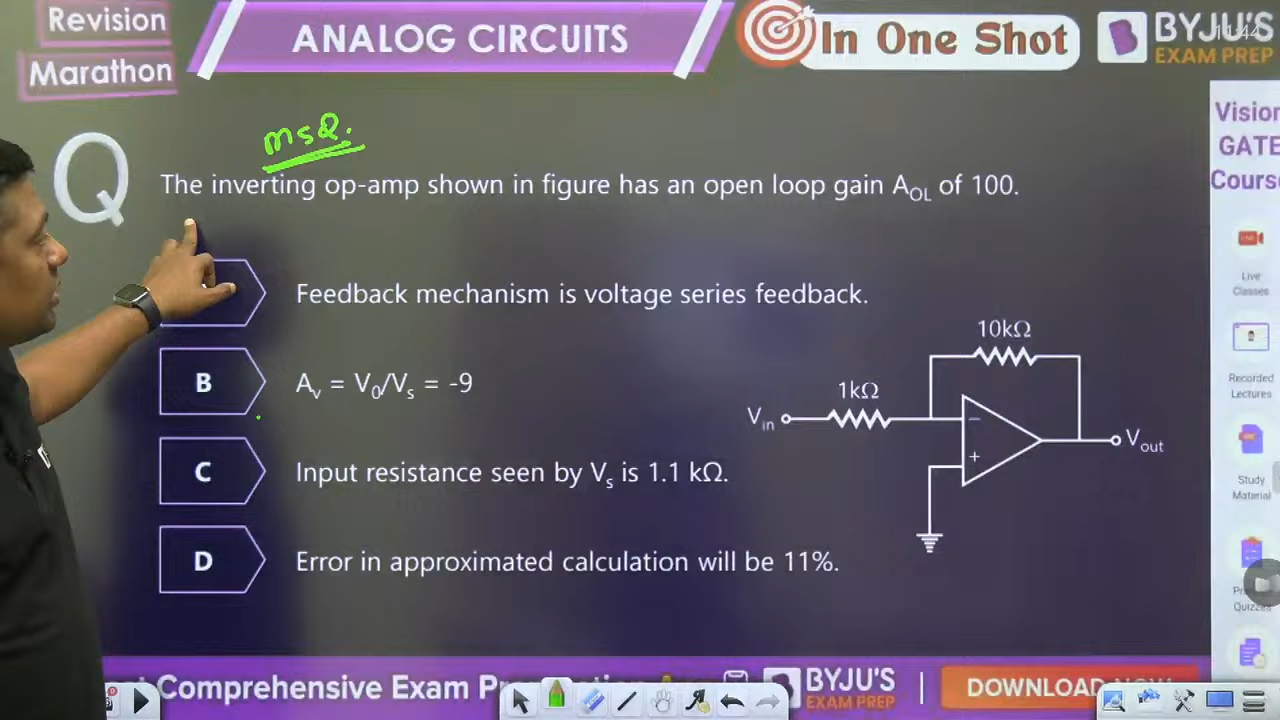 Revision
Marathon
ANALOG CIRCUITS
In One Shot
BYJU'S
EXAM PREP
11:44
Vision
GATE
Course
MSQ.
Q
The inverting op-amp shown in figure has an open loop gain AOL of 100.
Feedback mechanism is voltage series feedback.
B
Av = V0/Vs = -9
C
Input resistance seen by Vs is 1.1 kΩ.
D
Error in approximated calculation will be 11%.
10kΩ
1kΩ
Vin
−
+
Vout
Live
Classes
Recorded
Lectures
Study
Material
Quizzes
Comprehensive Exam
BYJU'S
EXAM PREP
DOWNLOAD